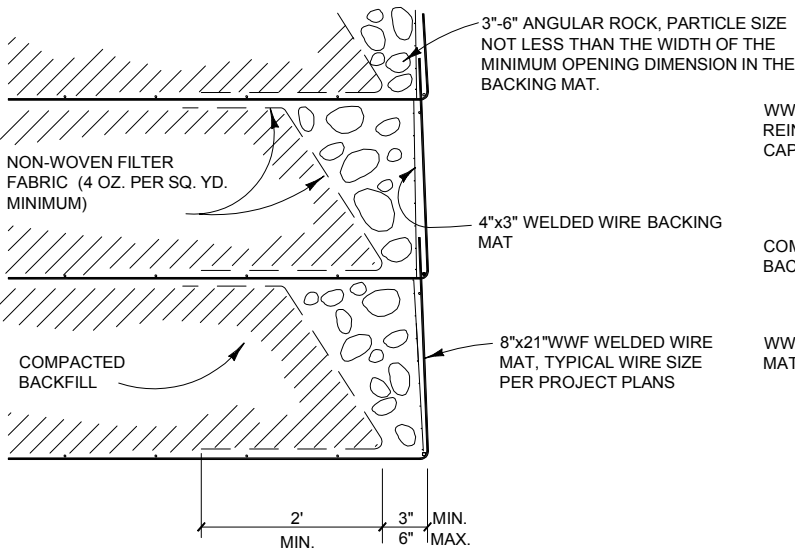 3"-6" ANGULAR ROCK, PARTICLE SIZE
NOT LESS THAN THE WIDTH OF THE
MINIMUM OPENING DIMENSION IN THE
BACKING MAT.
NON-WOVEN FILTER
FABRIC (4 OZ. PER SQ. YD.
MINIMUM)
4"x3" WELDED WIRE BACKING
MAT
8"x21"WWF WELDED WIRE
MAT, TYPICAL WIRE SIZE
PER PROJECT PLANS
COMPACTED
BACKFILL
2'
MIN.
3" MIN.
6" MAX.